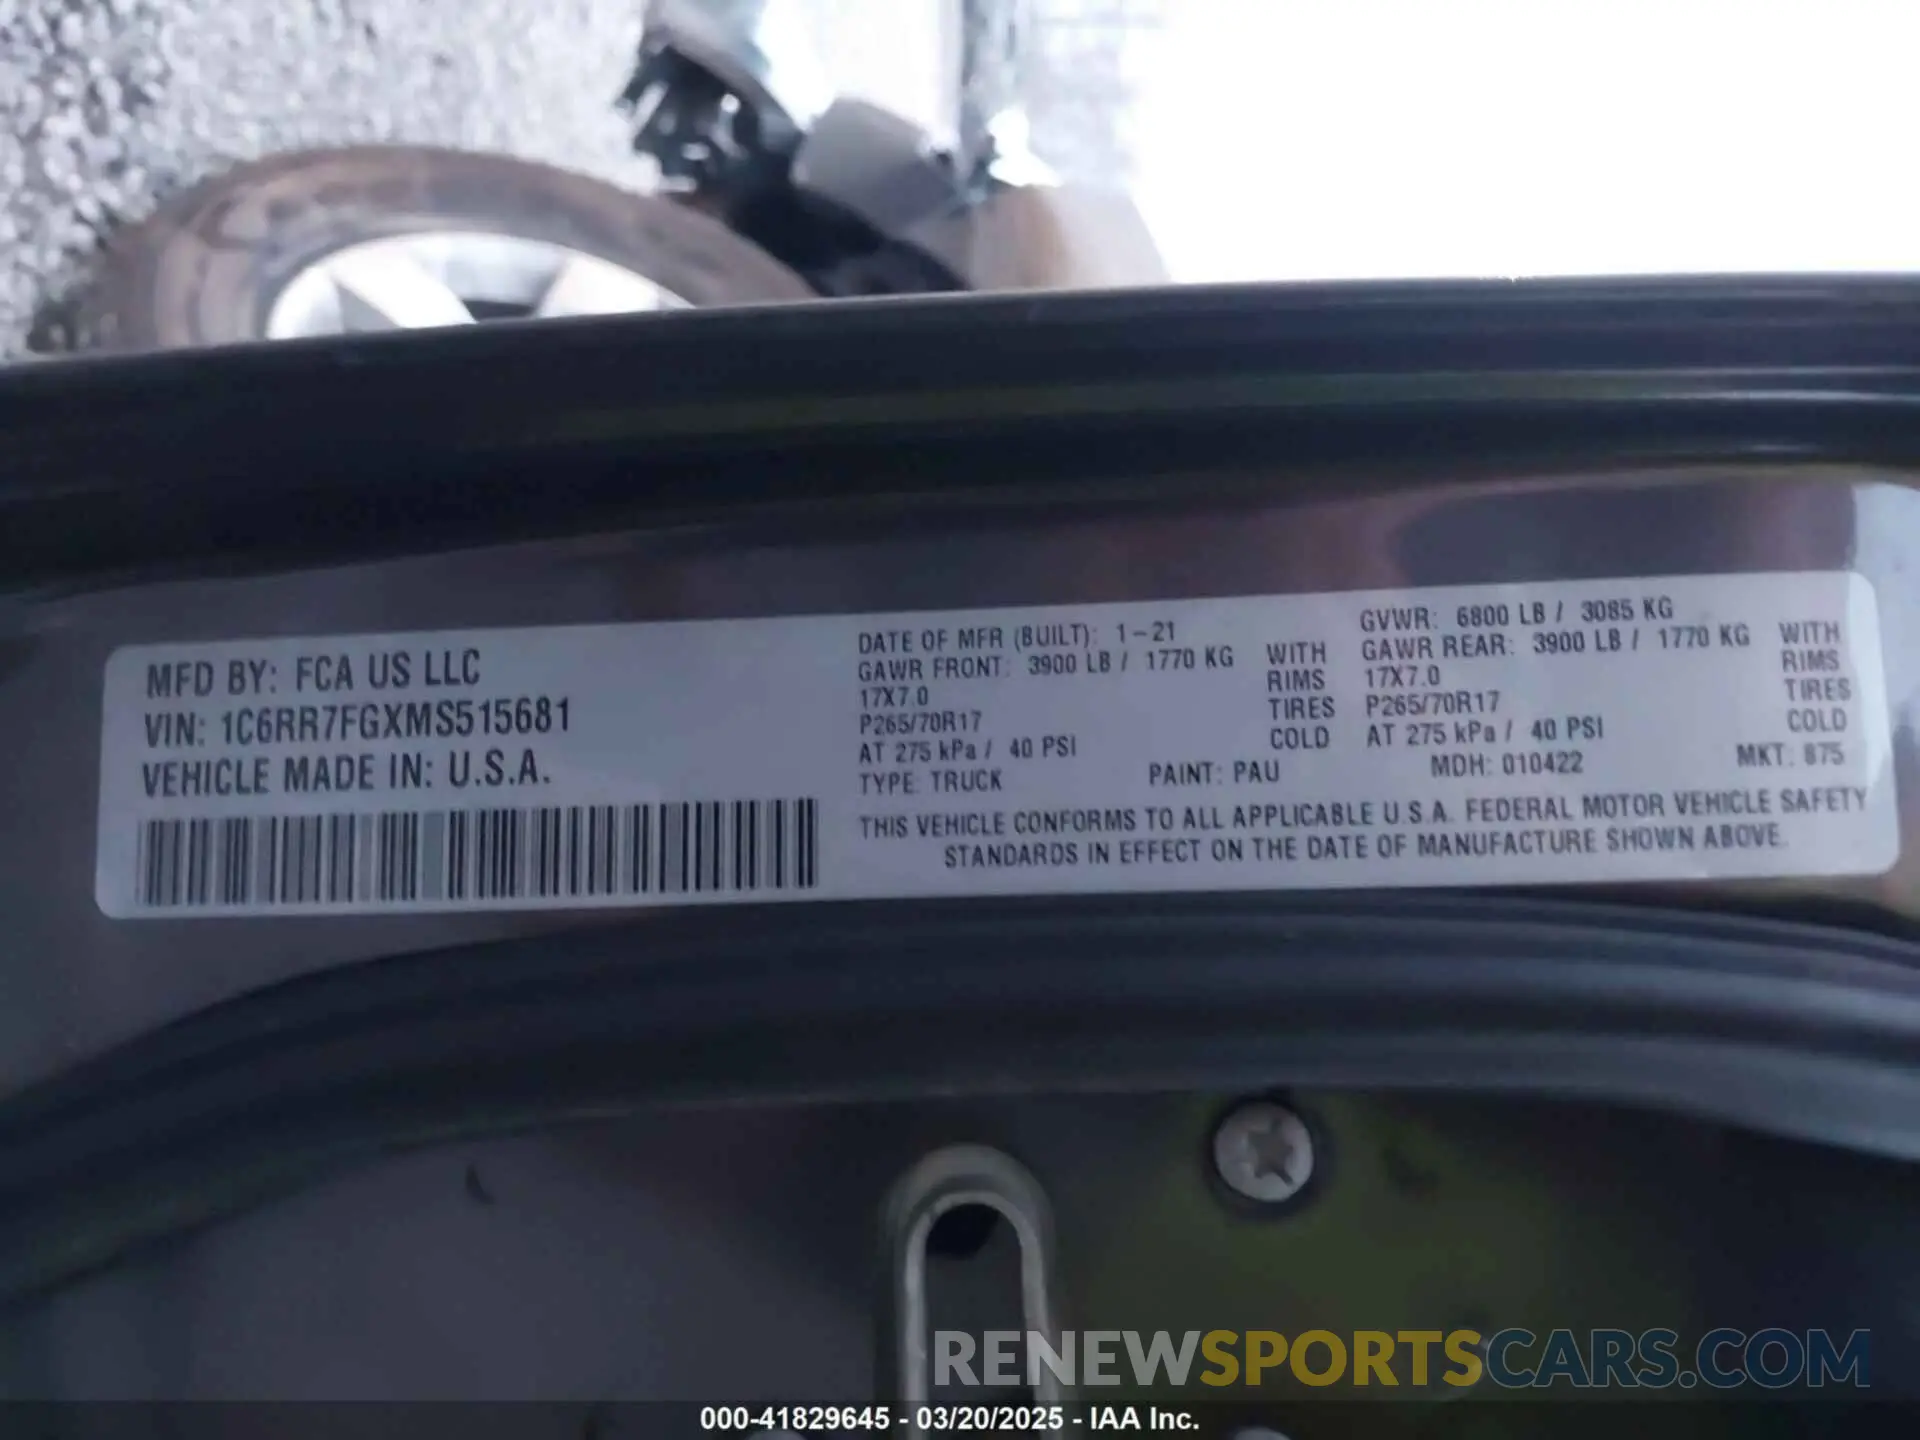 MFD BY: FCA US LLC
VIN: 1C6RR7FGXMS515681
VEHICLE MADE IN: U.S.A.
DATE OF MFR (BUILT): 1-21
GAWR FRONT: 3900 LB / 1770 KG WITH
17X7.0 RIMS
P265/70R17 TIRES
AT 275 kPa / 40 PSI COLD
GVWR: 6800 LB / 3085 KG
GAWR REAR: 3900 LB / 1770 KG WITH
17X7.0 RIMS
P265/70R17 TIRES
AT 275 kPa / 40 PSI COLD
TYPE: TRUCK PAINT: PAU MDH: 010422 MKT: 875
THIS VEHICLE CONFORMS TO ALL APPLICABLE U.S.A. FEDERAL MOTOR VEHICLE SAFETY
STANDARDS IN EFFECT ON THE DATE OF MANUFACTURE SHOWN ABOVE.
RENEWSPORTSCARS.COM
000-41829645 - 03/20/2025 - IAA Inc.